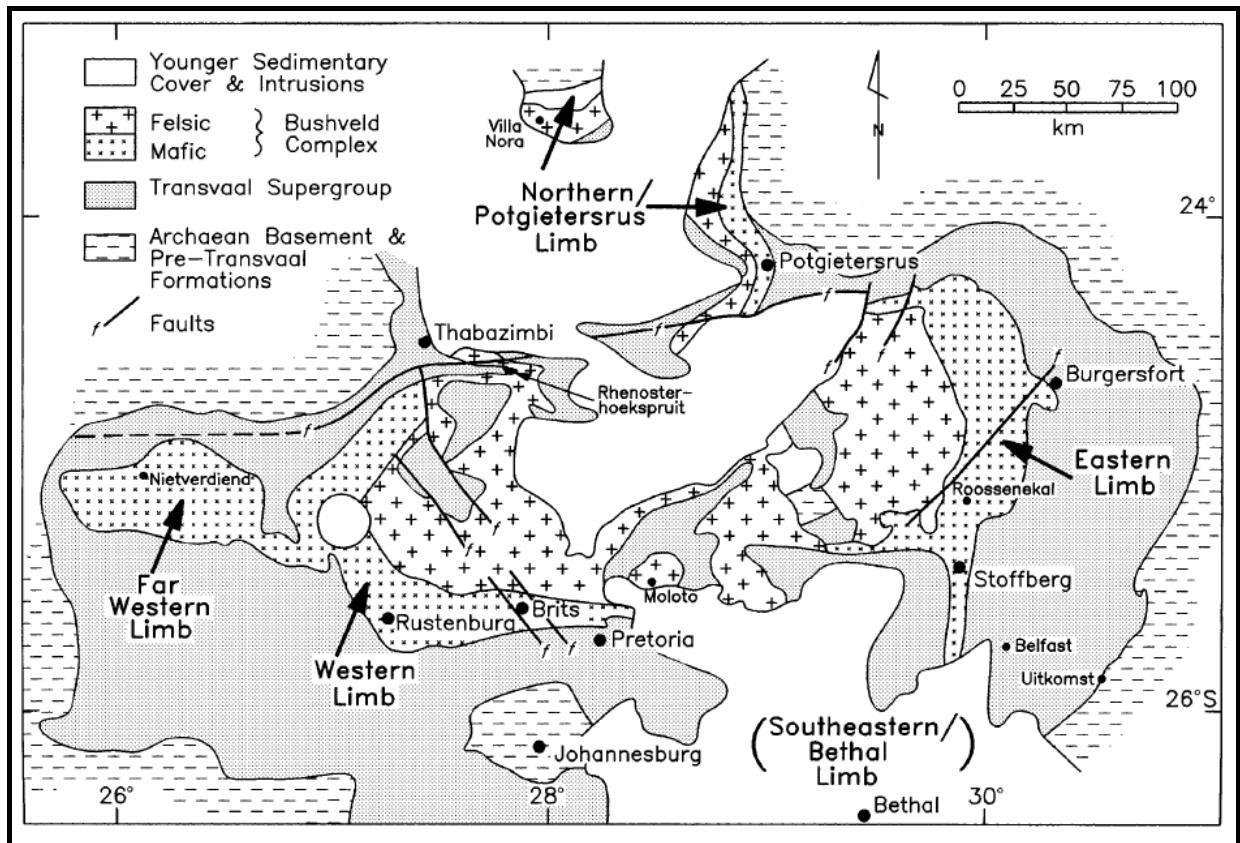 Younger Sedimentary
Cover & Intrusions
Felsic
Mafic
Bushveld
Complex
Transvaal Supergroup
Archaean Basement &
Pre-Transvaal
Formations
f
Faults
Villa
Nora
Northern/
Potgietersrus
Limb
N
0 25 50 75 100
km
24°
Potgietersrus
f
f
f
Thabazimbi
Rhenoster-
hoekspruit
f
f
Burgersfort
Eastern
Limb
Nietverdiend
Roossenekal
f
f
Far
Western
Limb
Stoffberg
Moloto
Brits
Rustenburg
f
f
Pretoria
Western
Limb
Belfast
Uitkomst
26°S
(Southeastern/
Bethal
Limb)
Johannesburg
26°
28°
30°
Bethal